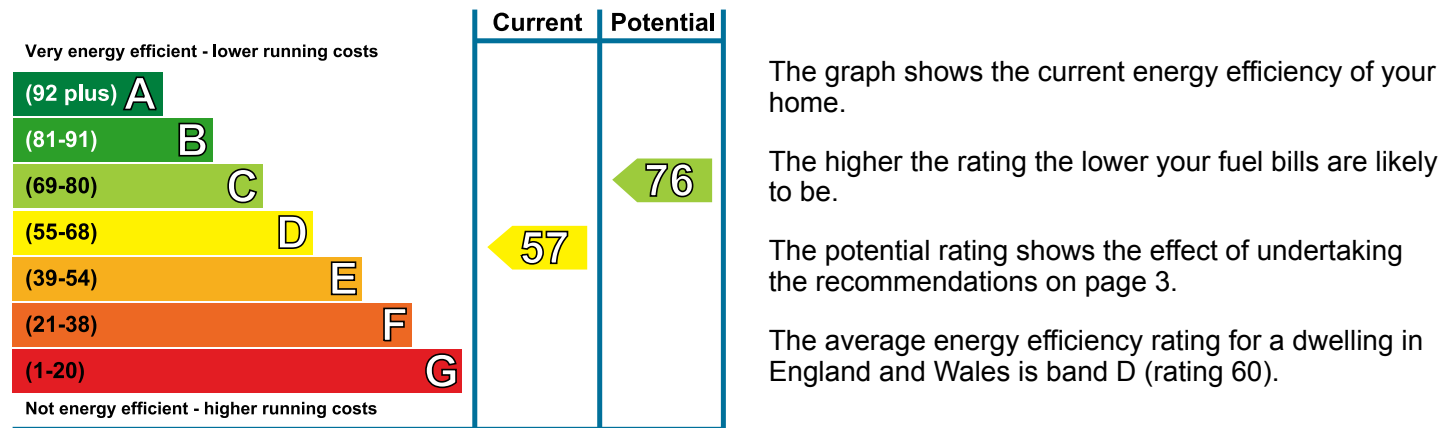 Current Potential
Very energy efficient - lower running costs
(92 plus) A
(81-91) B
(69-80) C
(55-68) D
(39-54) E
(21-38) F
(1-20) G
Not energy efficient - higher running costs
57
76
The graph shows the current energy efficiency of your
home.
The higher the rating the lower your fuel bills are likely
to be.
The potential rating shows the effect of undertaking
the recommendations on page 3.
The average energy efficiency rating for a dwelling in
England and Wales is band D (rating 60).